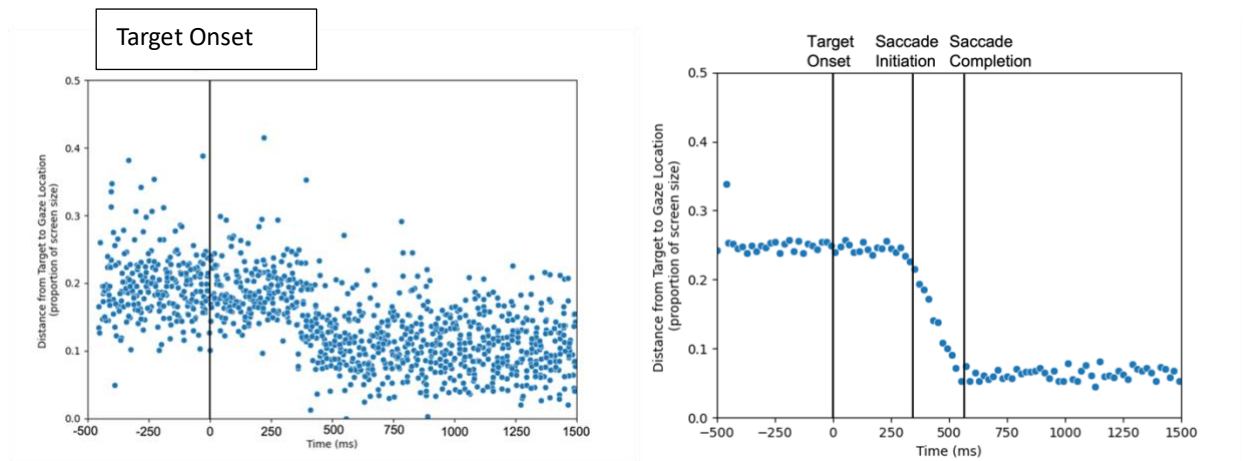 Target Onset
0.5
0.4
0.3
0.2
0.1
0.0
Distance from Target to Gaze Location
(proportion of screen size)
-500 -250 0 250 500 750 1000 1250 1500
Time (ms)
Target Saccade Saccade
Onset Initiation Completion
0.5
0.4
0.3
0.2
0.1
0.0
Distance from Target to Gaze Location
(proportion of screen size)
−500 −250 0 250 500 750 1000 1250 1500
Time (ms)